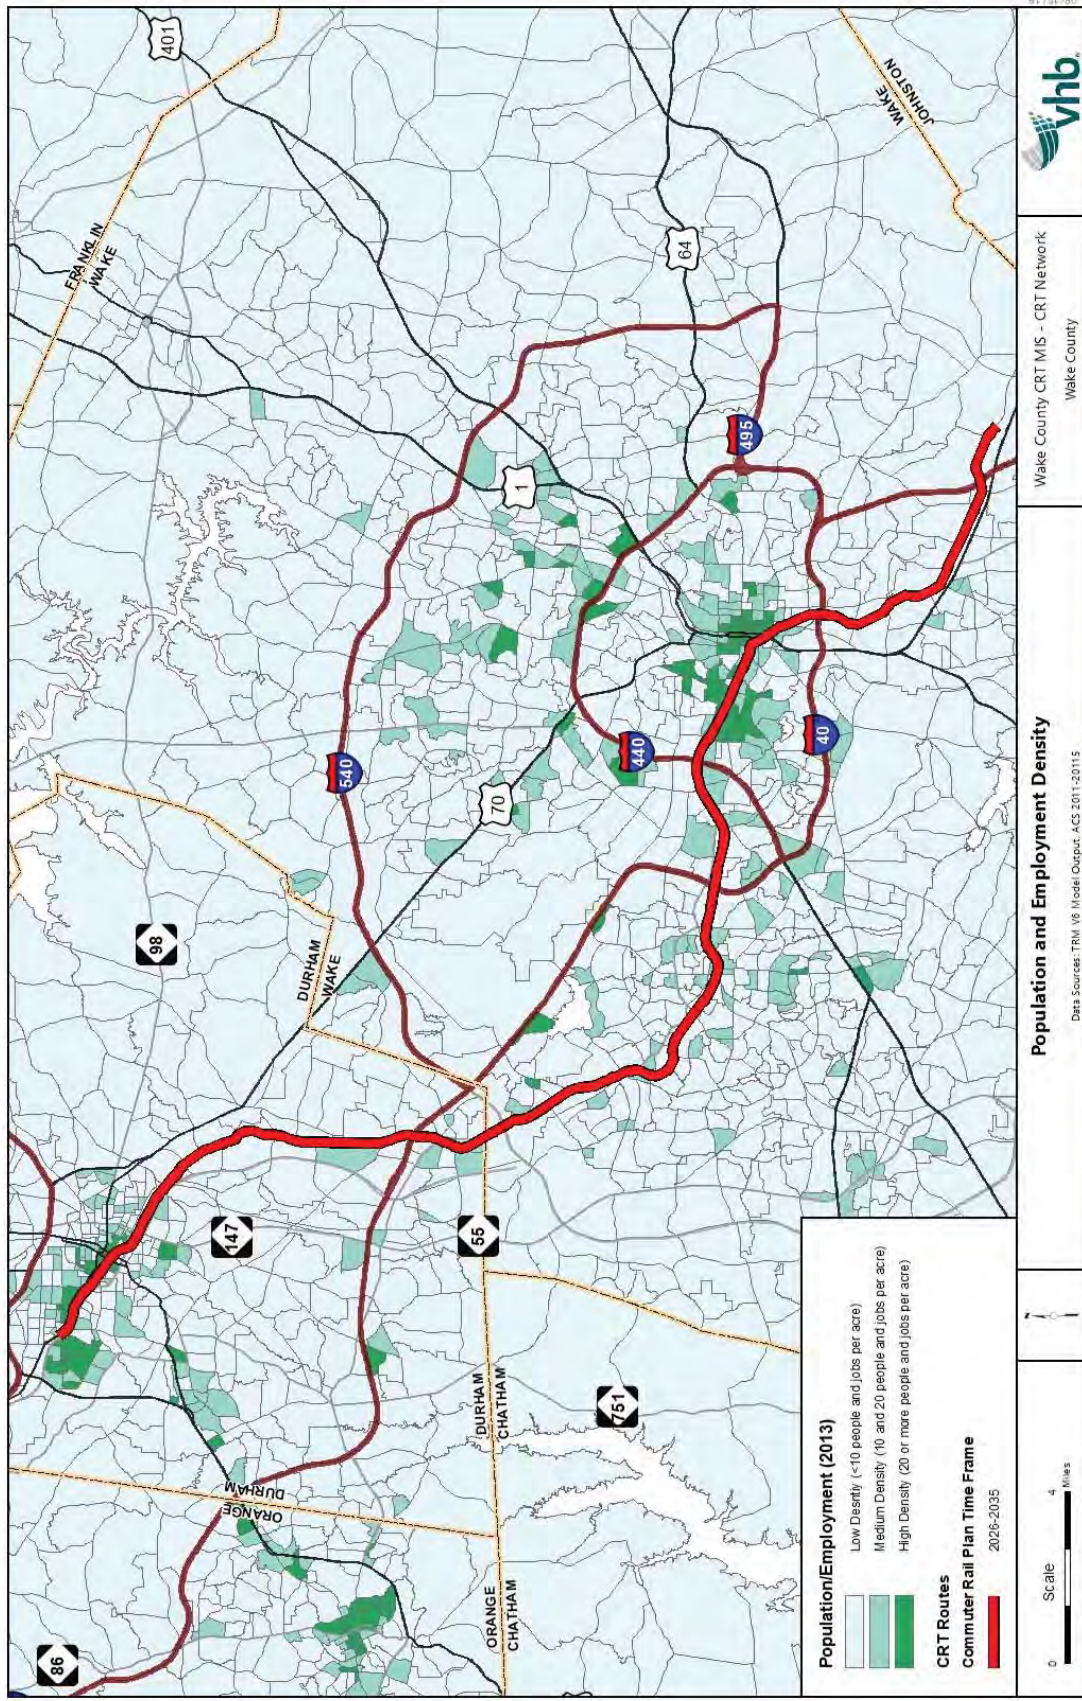 401
FRANKLIN
WAKE
WAKE
JOHNSTON
64
1
495
540
70
440
40
98
DURHAM
WAKE
147
55
DURHAM
CHATHAM
751
ORANGE
DURHAM
ORANGE
CHATHAM
86
Population/Employment (2013)
Low Desnity (<10 people and jobs per acre)
Medium Density (10 and 20 people and jobs per acre)
High Density (20 or more people and jobs per acre)
CRT Routes
Commuter Rail Plan Time Frame
2026-2035
0
Scale
4
Miles
N
Population and Employment Density
Data Sources: TRM V6 Model Output, ACS 2011-20115
Wake County CRT MIS - CRT Network
Wake County
vhb